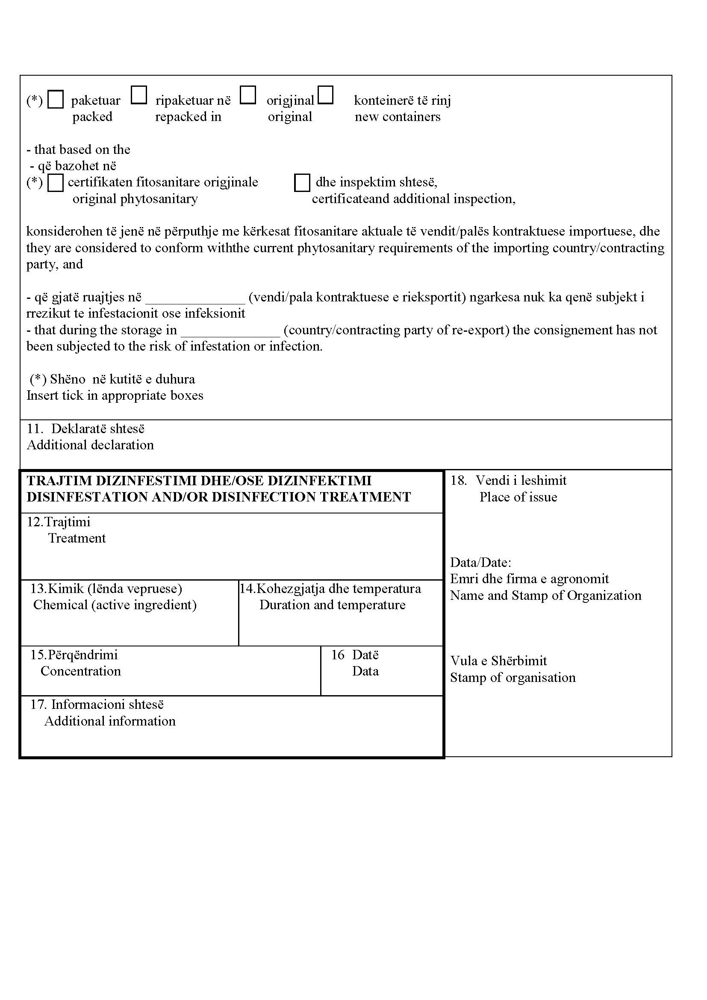 (*) paketuar ripaketuar në origjinal konteinerë të rinj
packed repacked in original new containers
- that based on the
- që bazohet në
(*) certifikaten fitosanitare origjinale dhe inspektim shtesë,
original phytosanitary certificateand additional inspection,
konsiderohen të jenë në përputhje me kërkesat fitosanitare aktuale të vendit/palës kontraktuese importuese, dhe
they are considered to conform withthe current phytosanitary requirements of the importing country/contracting
party, and
- që gjatë ruajtjes në ______________ (vendi/pala kontraktuese e rieksportit) ngarkesa nuk ka qenë subjekt i
rrezikut te infestacionit ose infeksionit
- that during the storage in ______________ (country/contracting party of re-export) the consignement has not
been subjected to the risk of infestation or infection.
(*) Shëno në kutitë e duhura
Insert tick in appropriate boxes
11. Deklaratë shtesë
Additional declaration
TRAJTIM DIZINFESTIMI DHE/OSE DIZINFEKTIMI
DISINFESTATION AND/OR DISINFECTION TREATMENT
12.Trajtimi
Treatment
13.Kimik (lënda vepruese)
Chemical (active ingredient)
14.Kohezgjatja dhe temperatura
Duration and temperature
15.Përqëndrimi
Concentration
16 Datë
Data
17. Informacioni shtesë
Additional information
18. Vendi i leshimit
Place of issue
Data/Date:
Emri dhe firma e agronomit
Name and Stamp of Organization
Vula e Shërbimit
Stamp of organisation